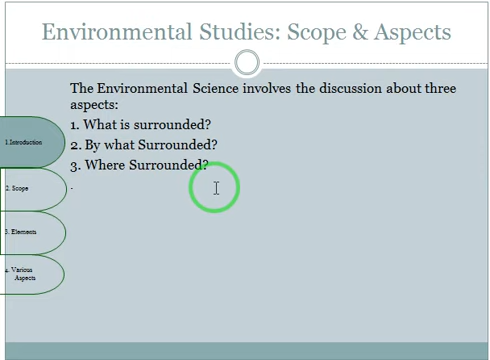 Environmental Studies: Scope & Aspects
The Environmental Science involves the discussion about three
aspects:
1. What is surrounded?
2. By what Surrounded?
3. Where Surrounded?
.
1.Introduction
2. Scope
3. Elements
4. Various
Aspects